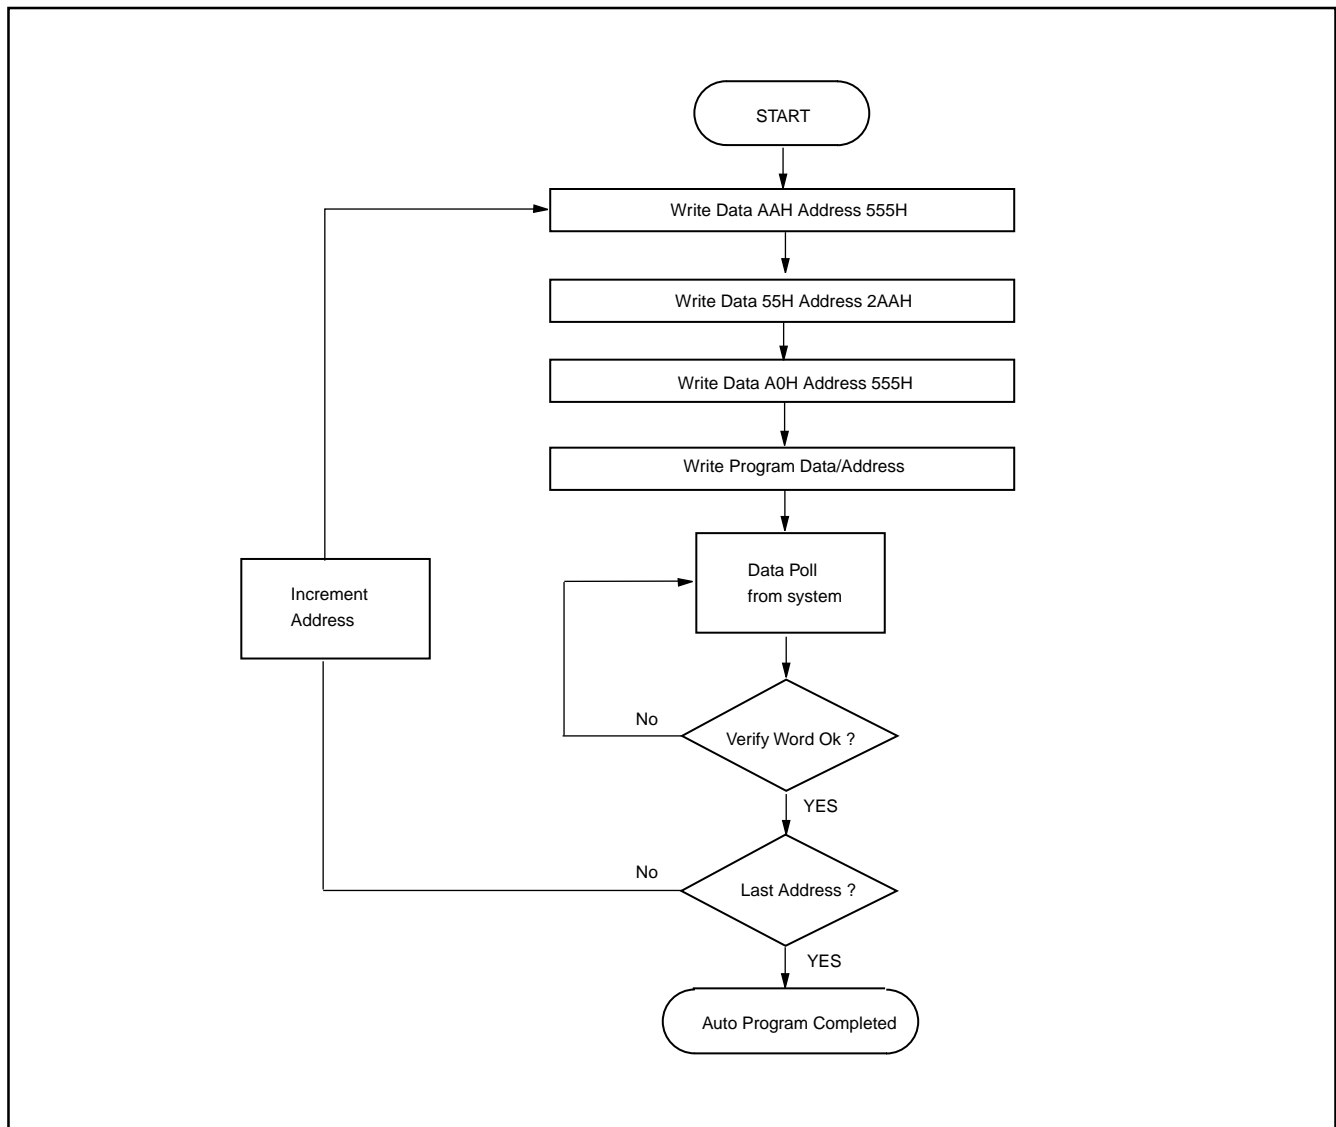 START
Write Data AAH Address 555H
Write Data 55H Address 2AAH
Write Data A0H Address 555H
Write Program Data/Address
Data Poll
from system
Increment
Address
No
Verify Word Ok ?
YES
No
Last Address ?
YES
Auto Program Completed